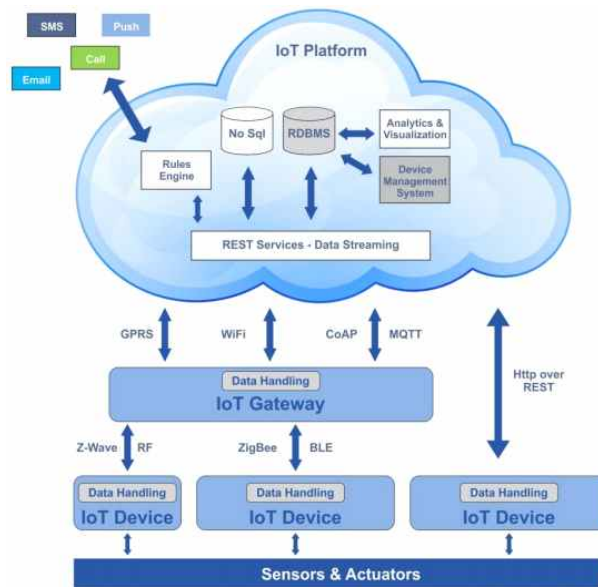 SMS
Push
Call
Email
IoT Platform
No Sql
RDBMS
Analytics &
Visualization
Rules
Engine
Device
Management
System
REST Services - Data Streaming
GPRS
WiFi
CoAP
MQTT
Http over
REST
Data Handling
IoT Gateway
Z-Wave
RF
ZigBee
BLE
Data Handling
IoT Device
Data Handling
IoT Device
Data Handling
IoT Device
Sensors & Actuators